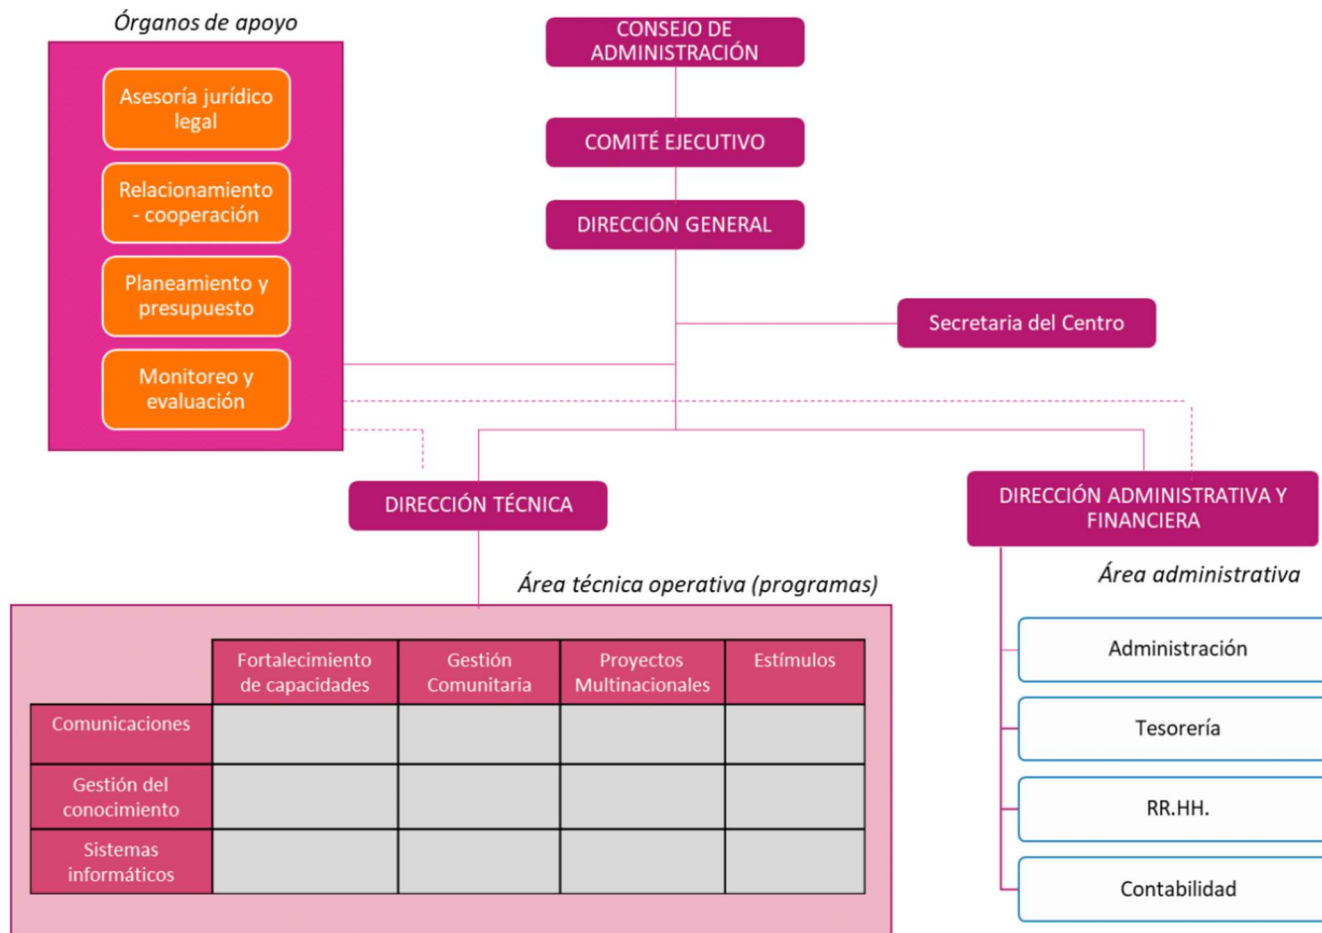 Órganos de apoyo
Asesoría jurídico
legal
Relacionamiento
- cooperación
Planeamiento y
presupuesto
Monitoreo y
evaluación
CONSEJO DE
ADMINISTRACIÓN
COMITÉ EJECUTIVO
DIRECCIÓN GENERAL
Secretaria del Centro
DIRECCIÓN TÉCNICA
DIRECCIÓN ADMINISTRATIVA Y
FINANCIERA
Área técnica operativa (programas)
Fortalecimiento
de capacidades
Gestión
Comunitaria
Proyectos
Multinacionales
Estímulos
Comunicaciones
Gestión del
conocimiento
Sistemas
informáticos
Área administrativa
Administración
Tesorería
RR.HH.
Contabilidad